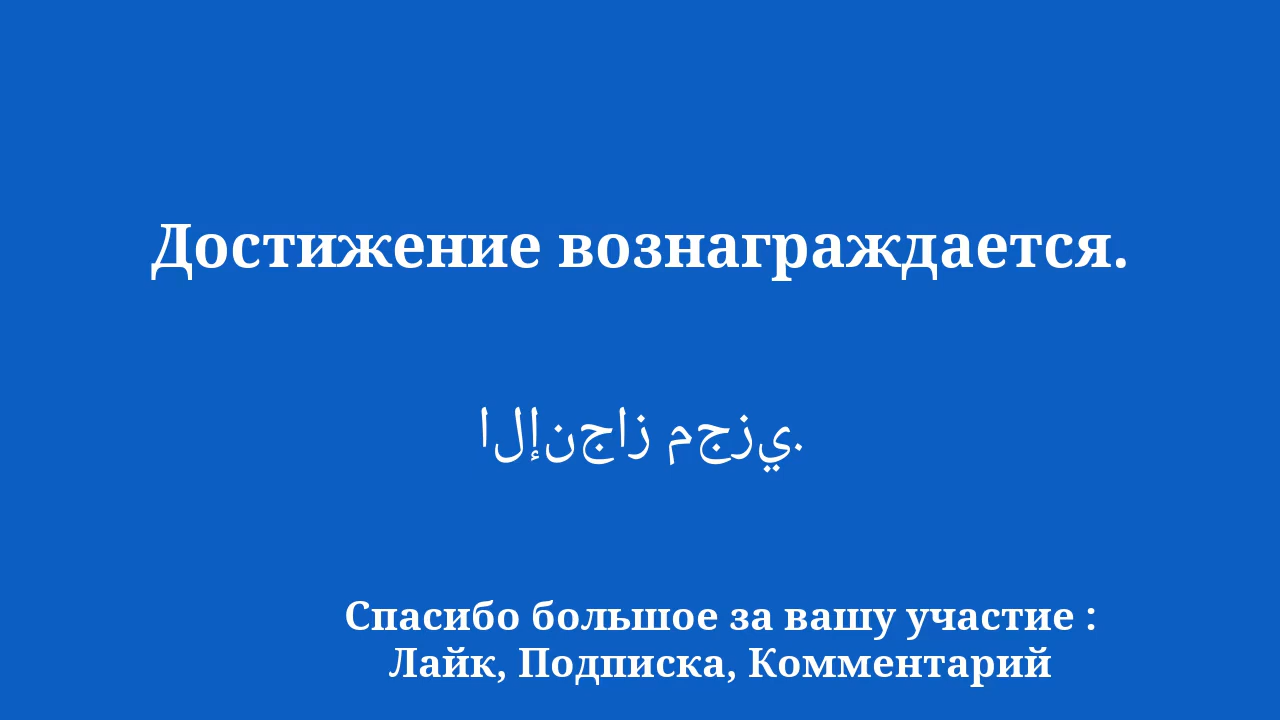 Достижение вознаграждается.
الإنجاز مجزي.
Спасибо большое за вашу участие :
Лайк, Подписка, Комментарий